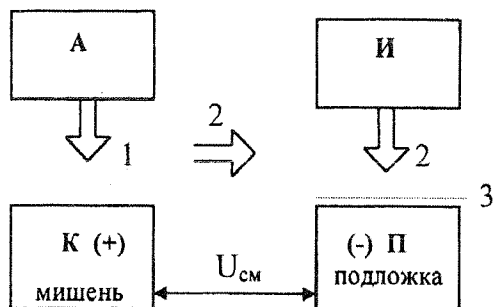 А
И
1
2
2
3
К (+)
мишень
Uсм
(-) П
подложка